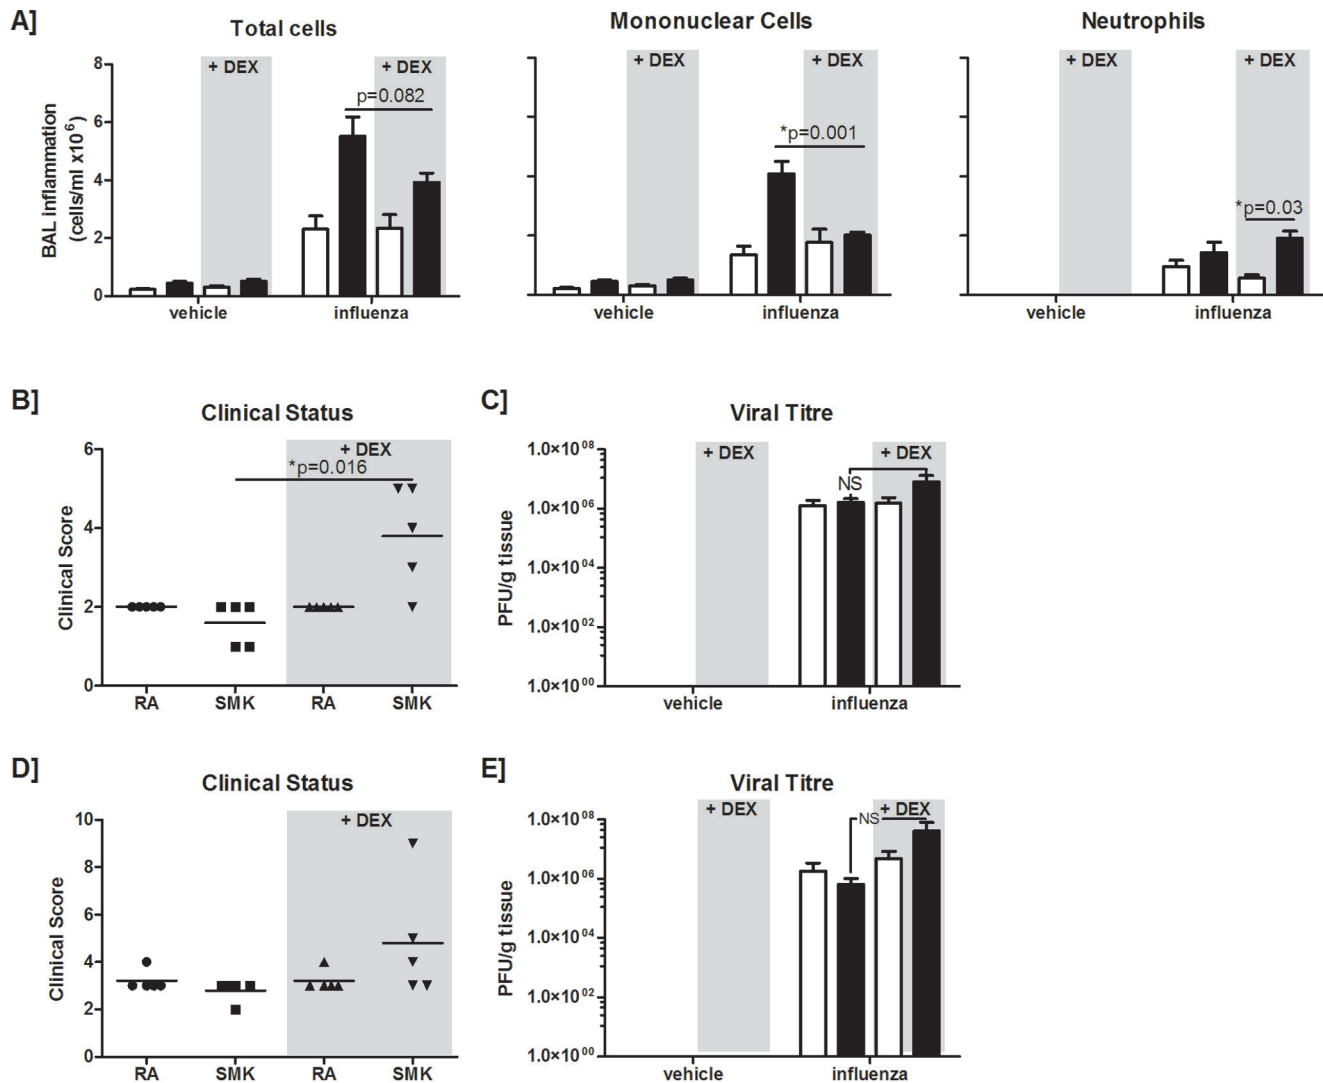 A]
Total cells
Mononuclear Cells
Neutrophils
BAL inflammation
(cells/ml x10⁶)
8
6
4
2
0
+ DEX
+ DEX
p=0.082
vehicle
influenza
+ DEX
+ DEX
*p=0.001
vehicle
influenza
+ DEX
+ DEX
*p=0.03
vehicle
influenza
B]
Clinical Status
Clinical Score
6
4
2
0
+ DEX
*p=0.016
RA
SMK
RA
SMK
C]
Viral Titre
PFU/g tissue
1.0×10⁰⁸
1.0×10⁰⁶
1.0×10⁰⁴
1.0×10⁰²
1.0×10⁰⁰
+ DEX
+ DEX
NS
vehicle
influenza
D]
Clinical Status
Clinical Score
10
8
6
4
2
0
+ DEX
RA
SMK
RA
SMK
E]
Viral Titre
PFU/g tissue
1.0×10⁰⁸
1.0×10⁰⁶
1.0×10⁰⁴
1.0×10⁰²
1.0×10⁰⁰
+ DEX
+ DEX
NS
vehicle
influenza